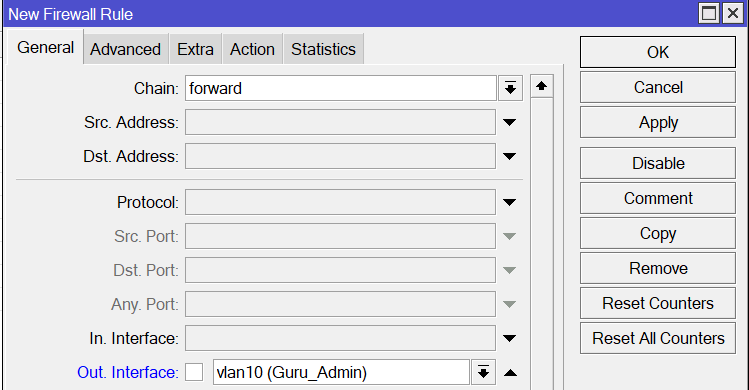 New Firewall Rule
General Advanced Extra Action Statistics
Chain: forward
Src. Address:
Dst. Address:
Protocol:
Src. Port:
Dst. Port:
Any. Port:
In. Interface:
Out. Interface: vlan10 (Guru_Admin)
OK
Cancel
Apply
Disable
Comment
Copy
Remove
Reset Counters
Reset All Counters